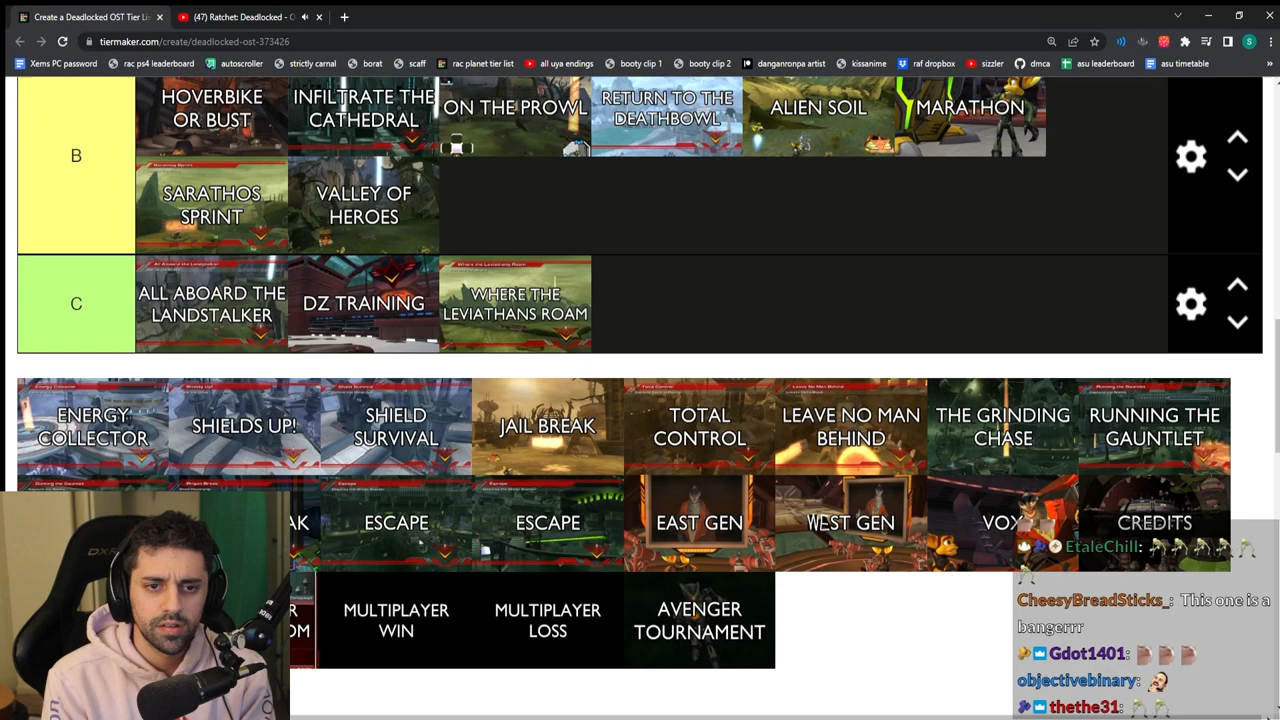 Create a Deadlocked OST Tier Lis
(47) Ratchet: Deadlocked - O
tiermaker.com/create/deadlocked-ost-373426
Xems PC password
rac ps4 leaderboard
autoscroller
strictly carnal
borat
scaff
rac planet tier list
all uya endings
booty clip 1
booty clip 2
danganronpa artist
kissanime
raf dropbox
sizzler
dmca
asu leaderboard
asu timetable
»
B
HOVERBIKE
OR BUST
INFILTRATE THE
CATHEDRAL
ON THE PROWL
RETURN TO THE
DEATHBOWL
ALIEN SOIL
MARATHON
SARATHOS
SPRINT
VALLEY OF
HEROES
C
ALL ABOARD THE
LANDSTALKER
DZ TRAINING
WHERE THE
LEVIATHANS ROAM
ENERGY
COLLECTOR
SHIELDS UP!
SHIELD
SURVIVAL
JAIL BREAK
TOTAL
CONTROL
LEAVE NO MAN
BEHIND
THE GRINDING
CHASE
RUNNING THE
GAUNTLET
AK
ESCAPE
ESCAPE
EAST GEN
WEST GEN
VOX
CREDITS
R
OM
MULTIPLAYER
WIN
MULTIPLAYER
LOSS
AVENGER
TOURNAMENT
EtaleChill:
CheesyBreadSticks_: This one is a
bangerrr
Gdot1401:
objectivebinary:
thethe31: